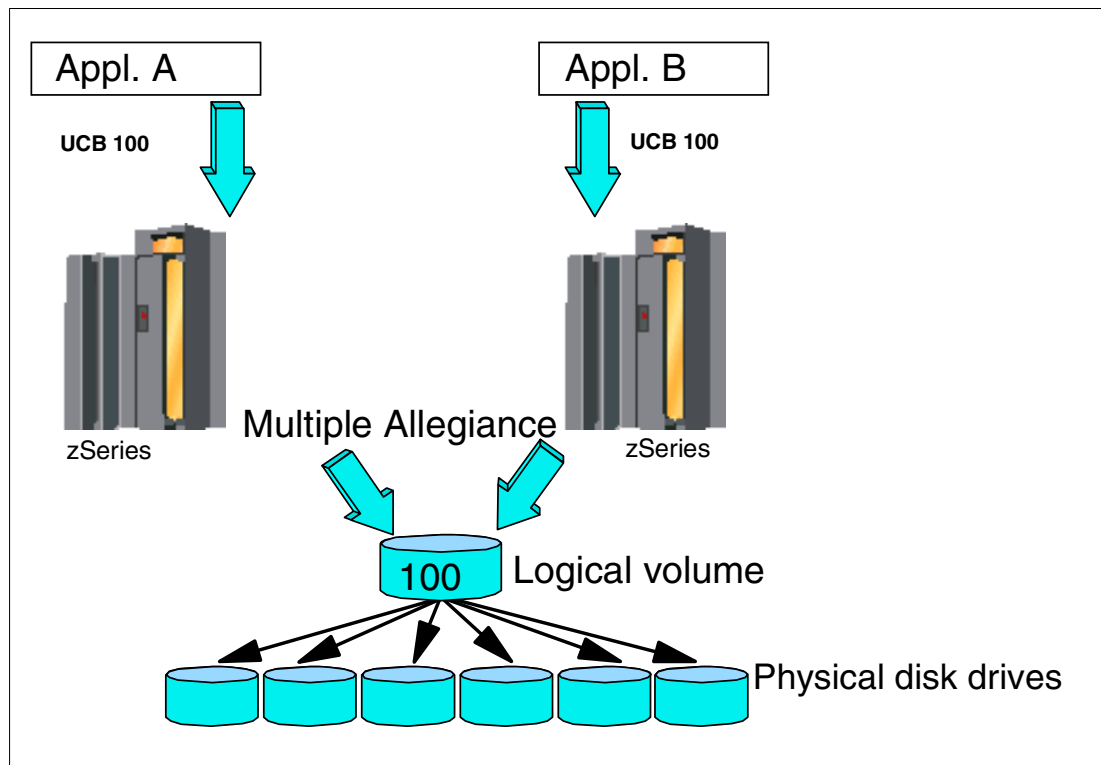 Appl. A
Appl. B
UCB 100
UCB 100
zSeries
Multiple Allegiance
zSeries
100
Logical volume
Physical disk drives